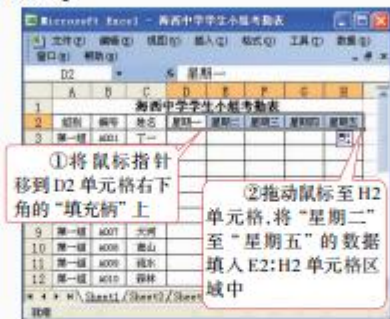 Microsoft Excel - 海西中学学生小组考勤表
文件(F) 编辑(E) 视图(V) 插入(I) 格式(O) 工具(T) 数据(D)
窗口(W) 帮助(H)
D2 星期一
A B C D E F G H
1 海西中学学生小组考勤表
2 组别 编号 姓名 星期一 星期二 星期三 星期四 星期五
3 第一组 A001 丁一
①将鼠标指针
移到D2单元格右下
角的“填充柄”上
②拖动鼠标至H2
单元格,将“星期二”
至“星期五”的数据
填入E2:H2单元格区
域中
9 第一组 A007
10 第一组 A008
11 第一组 A009
12 第一组 A010
Sheet1 Sheet2 Sheet
就绪